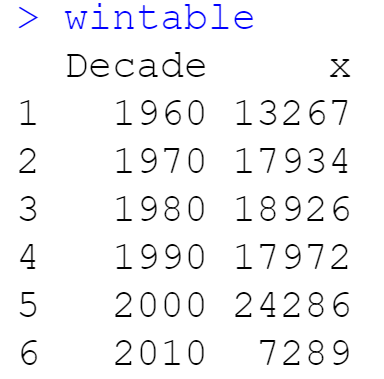 > wintable
  Decade     x
1   1960 13267
2   1970 17934
3   1980 18926
4   1990 17972
5   2000 24286
6   2010  7289